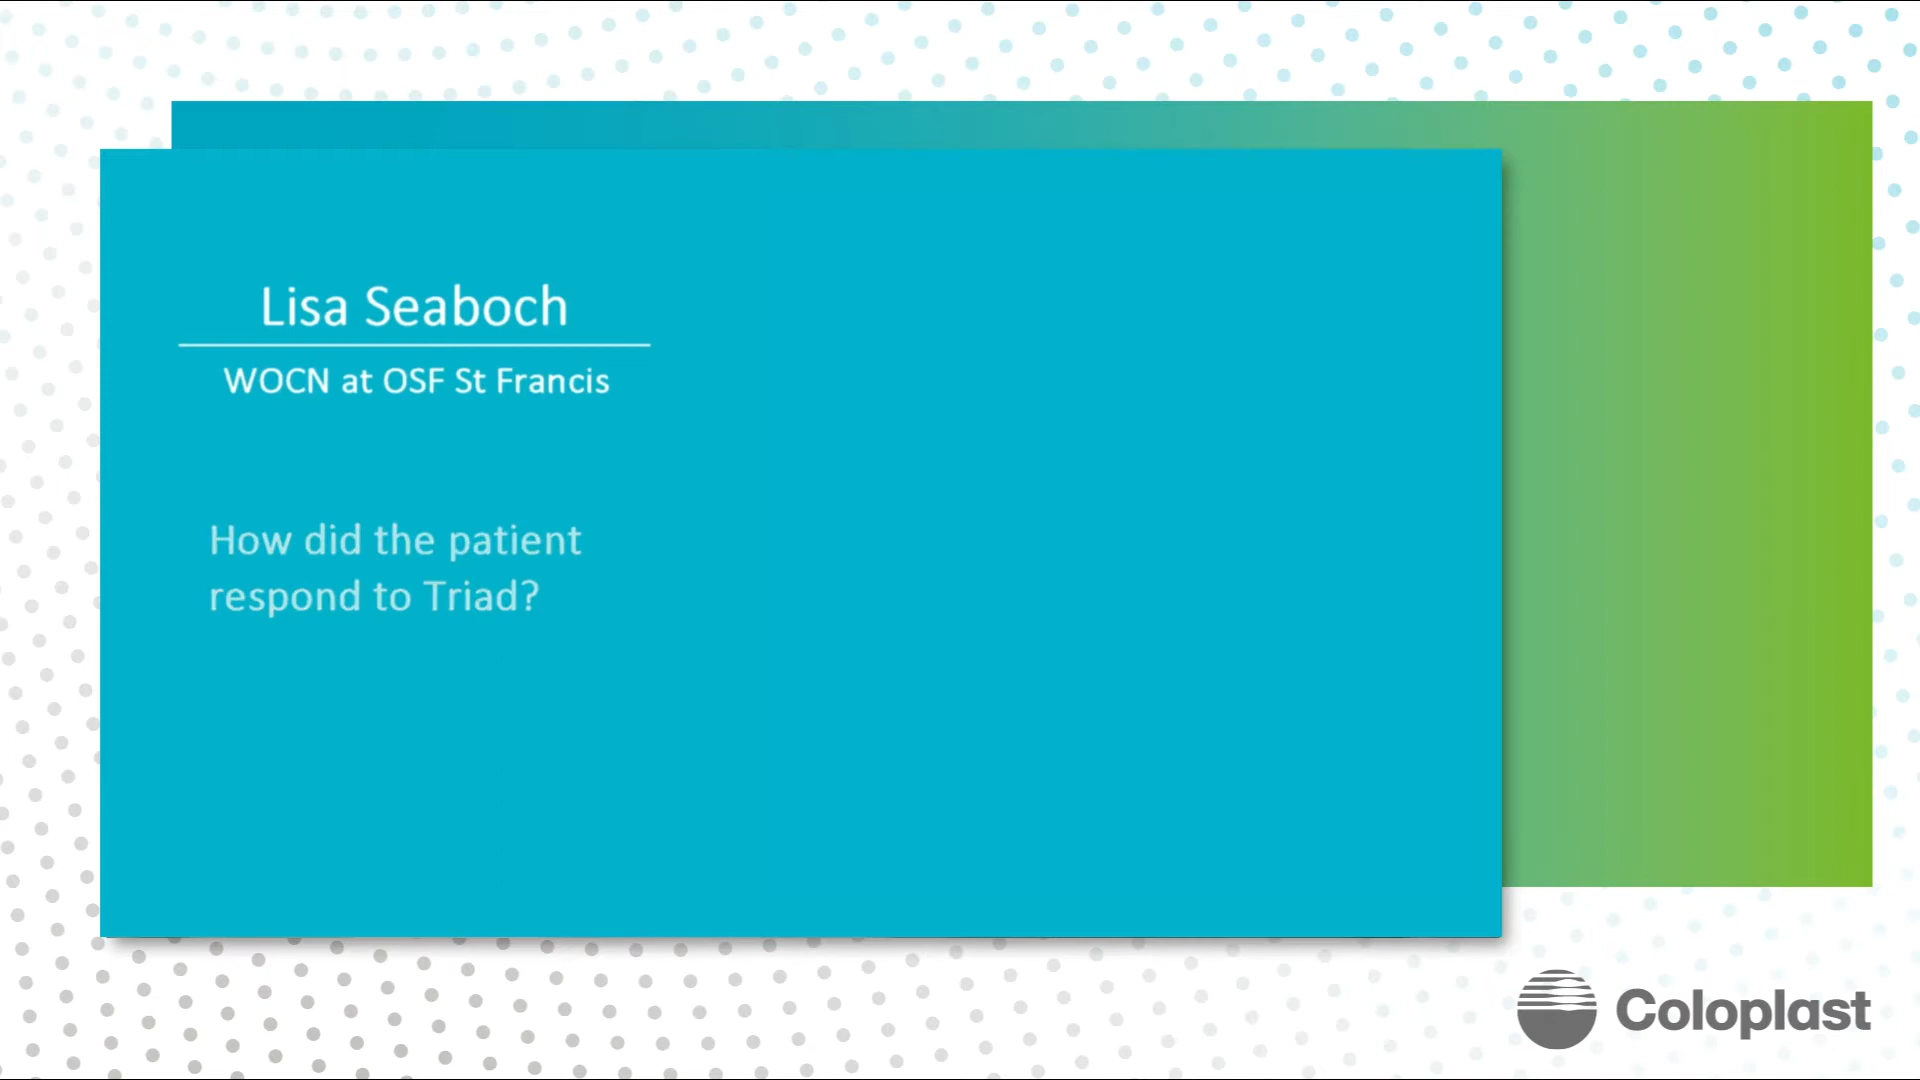 Lisa Seaboch
WOCN at OSF St Francis
How did the patient
respond to Triad?
Coloplast